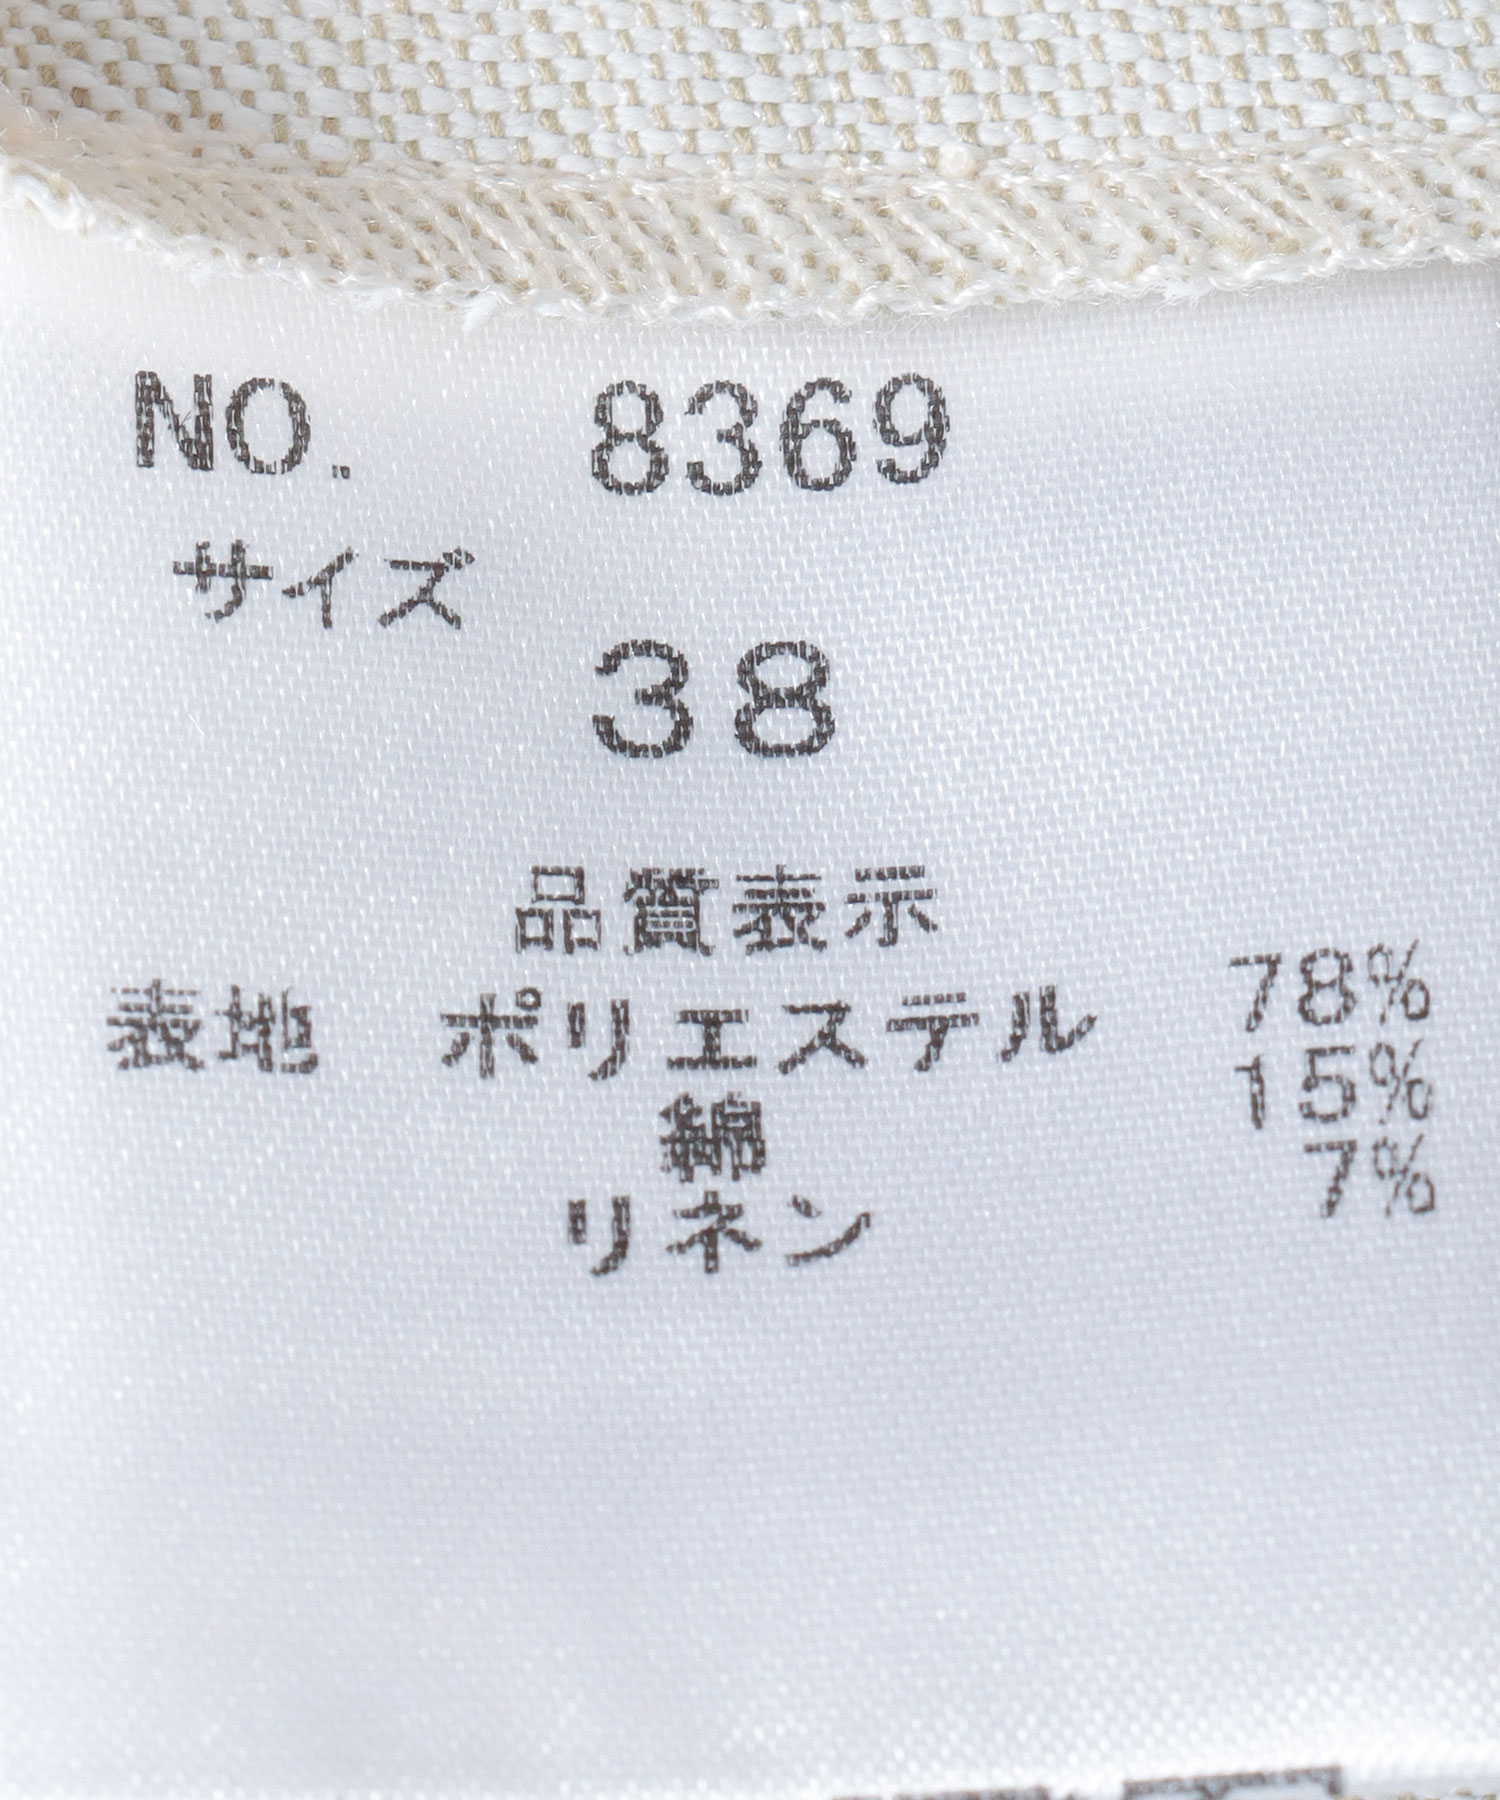 NO. 8369
サイズ
38
品質表示
表地 ポリエステル 78%
綿 15%
リネン 7%